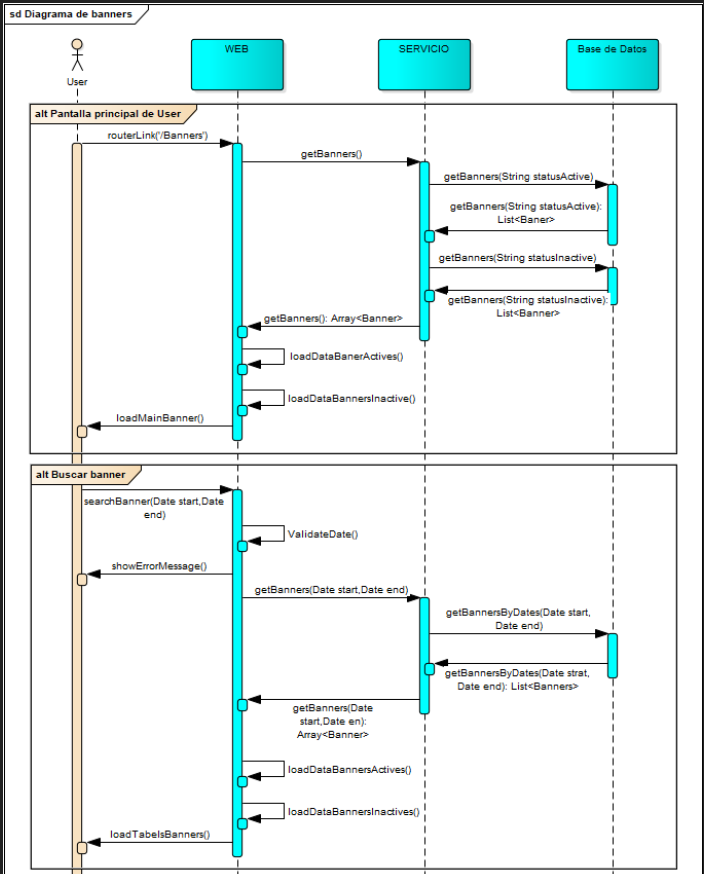 sd Diagrama de banners
User
WEB
SERVICIO
Base de Datos
alt Pantalla principal de User
routerLink('/Banners')
getBanners()
getBanners(String statusActive)
getBanners(String statusActive):
List<Baner>
getBanners(String statusInactive)
getBanners(String statusInactive):
List<Banner>
getBanners(): Array<Banner>
loadDataBanerActives()
loadDataBannersInactive()
loadMainBanner()
alt Buscar banner
searchBanner(Date start,Date
end)
ValidateDate()
showErrorMessage()
getBanners(Date start,Date end)
getBannersByDates(Date start,
Date end)
getBannersByDates(Date strat,
Date end): List<Banners>
getBanners(Date
start,Date en):
Array<Banner>
loadDataBannersActives()
loadDataBannersInactives()
loadTabelsBanners()